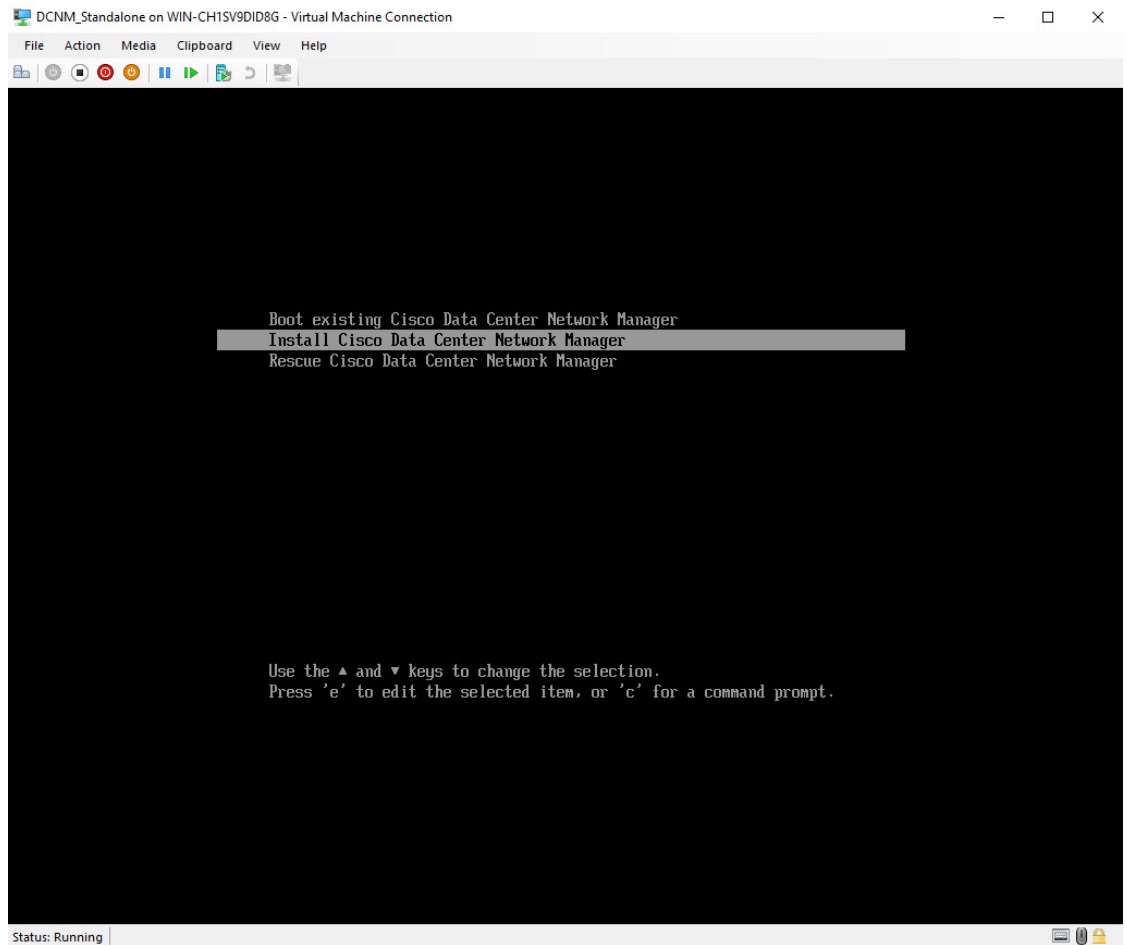 DCNM_Standalone on WIN-CH1SV9DID8G - Virtual Machine Connection
File Action Media Clipboard View Help
Boot existing Cisco Data Center Network Manager
Install Cisco Data Center Network Manager
Rescue Cisco Data Center Network Manager
Use the ▲ and ▼ keys to change the selection.
Press 'e' to edit the selected item, or 'c' for a command prompt.
Status: Running